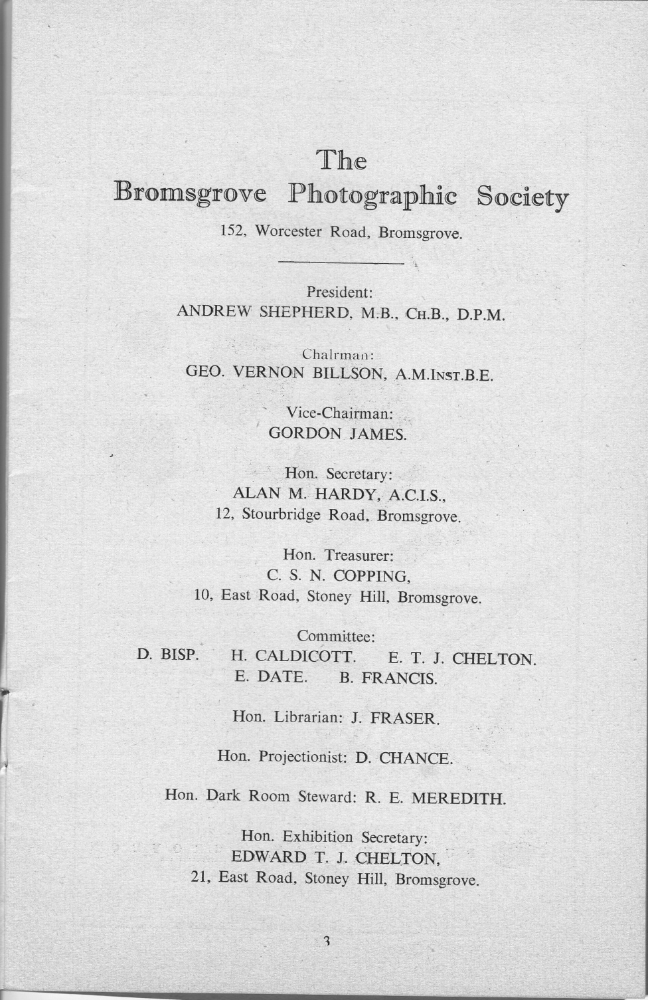 The
Bromsgrove Photographic Society
152, Worcester Road, Bromsgrove.
President:
ANDREW SHEPHERD, M.B., CH.B., D.P.M.
Chairman:
GEO. VERNON BILLSON, A.M.INST.B.E.
Vice-Chairman:
GORDON JAMES.
Hon. Secretary:
ALAN M. HARDY, A.C.I.S.,
12, Stourbridge Road, Bromsgrove.
Hon. Treasurer:
C. S. N. COPPING,
10, East Road, Stoney Hill, Bromsgrove.
Committee:
D. BISP. H. CALDICOTT. E. T. J. CHELTON.
E. DATE. B. FRANCIS.
Hon. Librarian: J. FRASER.
Hon. Projectionist: D. CHANCE.
Hon. Dark Room Steward: R. E. MEREDITH.
Hon. Exhibition Secretary:
EDWARD T. J. CHELTON,
21, East Road, Stoney Hill, Bromsgrove.
3